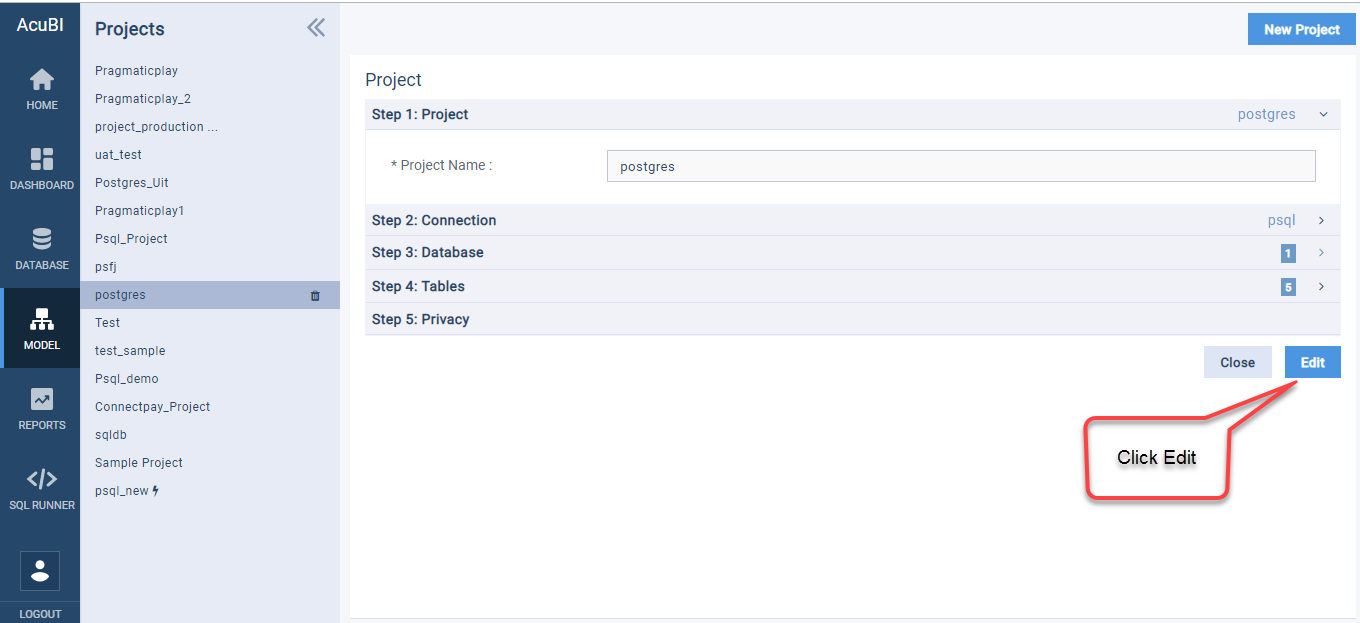 AcuBI
HOME
DASHBOARD
DATABASE
MODEL
REPORTS
SQL RUNNER
LOGOUT
Projects
Pragmaticplay
Pragmaticplay_2
project_production ...
uat_test
Postgres_Uit
Pragmaticplay1
Psql_Project
psfj
postgres
Test
test_sample
Psql_demo
Connectpay_Project
sqldb
Sample Project
psql_new
New Project
Project
Step 1: Project postgres
* Project Name : postgres
Step 2: Connection psql
Step 3: Database 1
Step 4: Tables 5
Step 5: Privacy
Close Edit
Click Edit